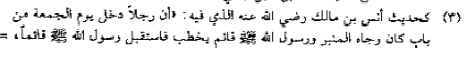 (٣) كحديث أنس بن مالك رضي الله عنه الذي فيه: «أن رجلاً دخل يوم الجمعة من
باب كان وجاه المنبر ورسول الله ﷺ قائم يخطب فاستقبل رسول الله ﷺ قائماً، =